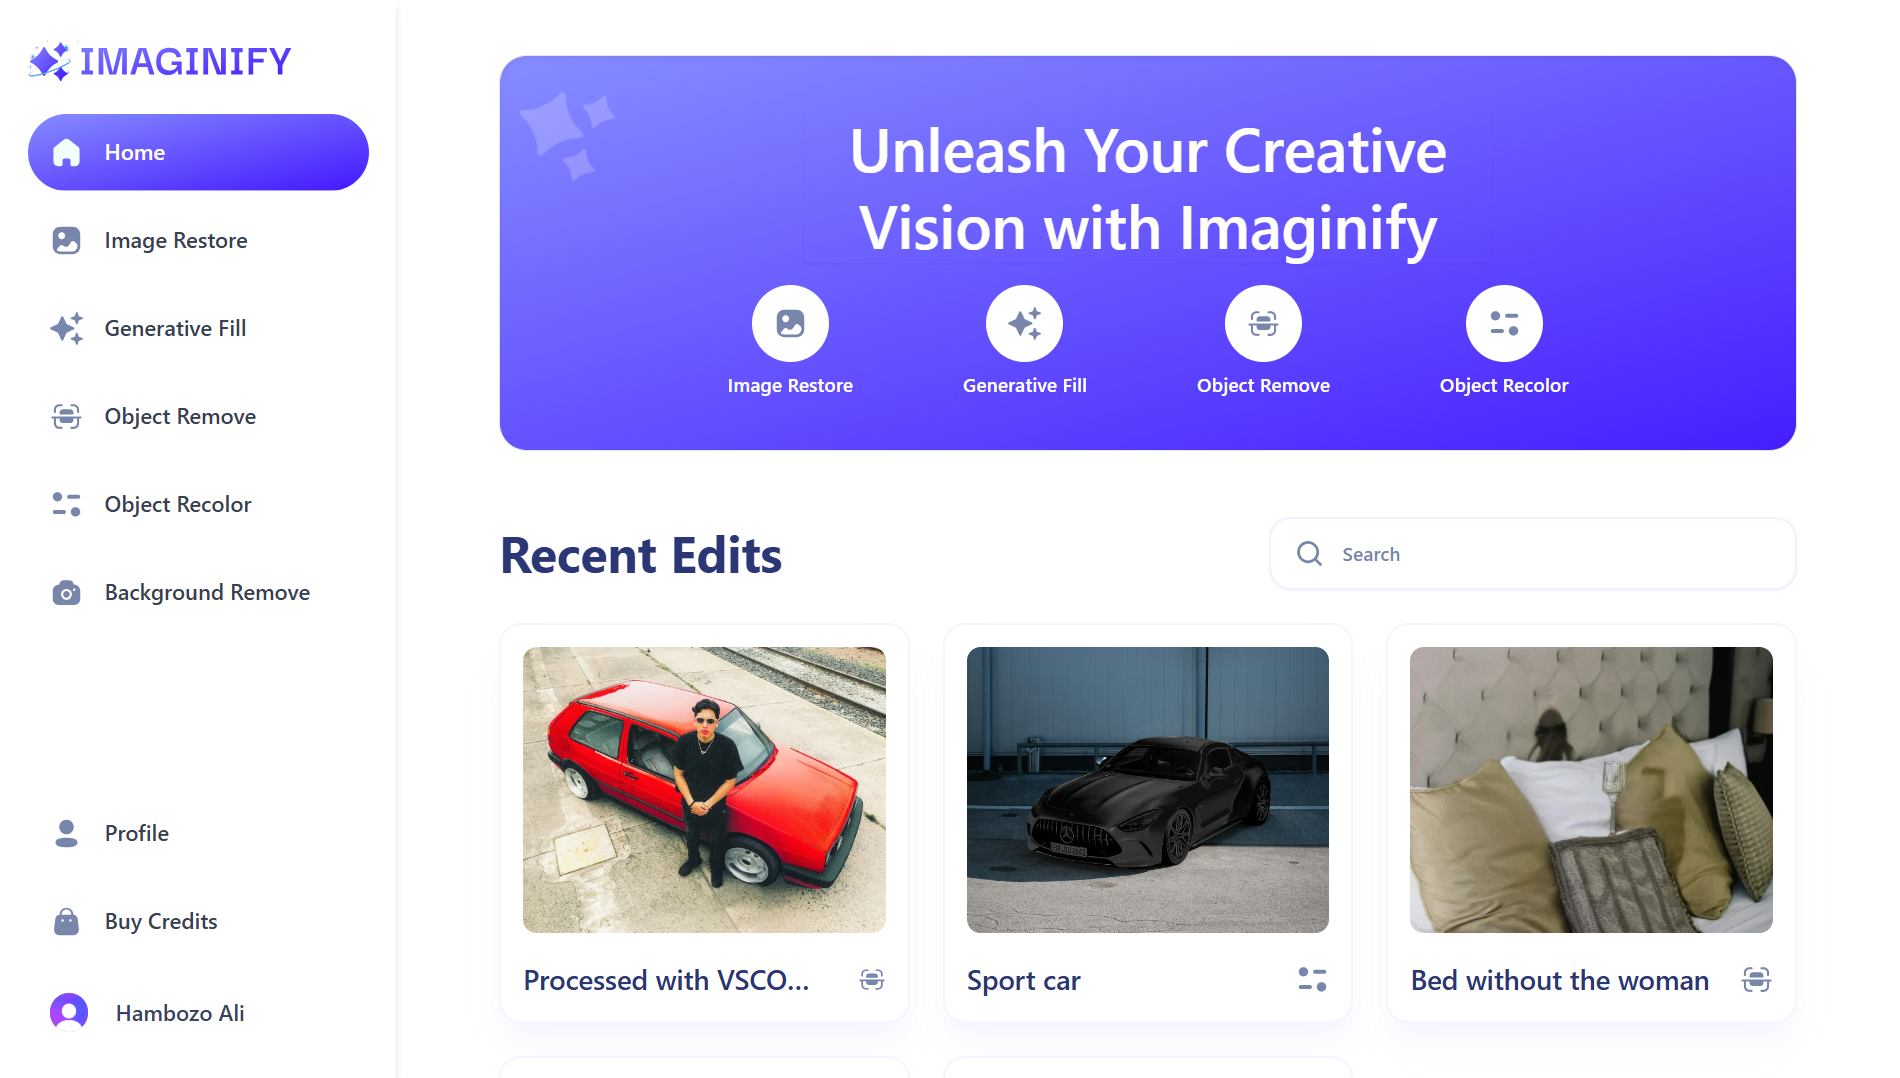 IMAGINIFY
Home
Image Restore
Generative Fill
Object Remove
Object Recolor
Background Remove
Profile
Buy Credits
Hambozo Ali
Unleash Your Creative
Vision with Imaginify
Image Restore
Generative Fill
Object Remove
Object Recolor
Recent Edits
Search
Processed with VSCO...
Sport car
Bed without the woman